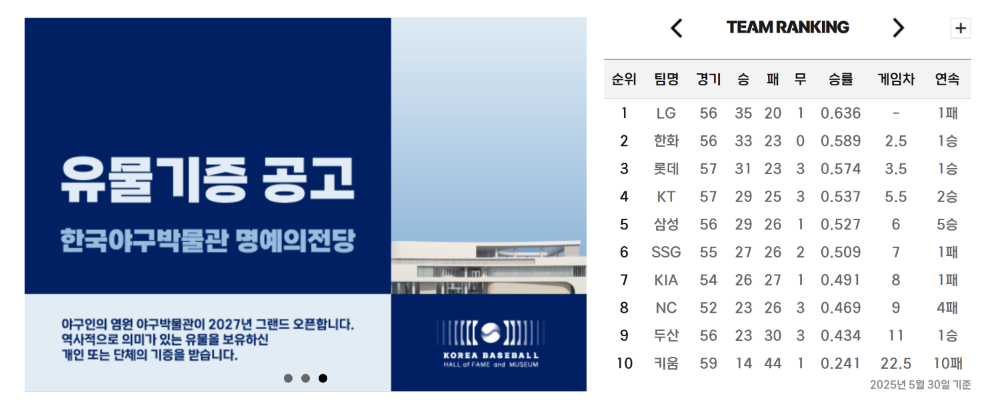 유물기증 공고
한국야구박물관 명예의전당
야구인의 염원 야구박물관이 2027년 그랜드 오픈합니다.
역사적으로 의미가 있는 유물을 보유하신
개인 또는 단체의 기증을 받습니다.
KOREA BASEBALL
HALL of FAME and MUSEUM
TEAM RANKING
순위 팀명 경기 승 패 무 승률 게임차 연속
1 LG 56 35 20 1 0.636 - 1패
2 한화 56 33 23 0 0.589 2.5 1승
3 롯데 57 31 23 3 0.574 3.5 1승
4 KT 57 29 25 3 0.537 5.5 2승
5 삼성 56 29 26 1 0.527 6 5승
6 SSG 55 27 26 2 0.509 7 1패
7 KIA 54 26 27 1 0.491 8 1패
8 NC 52 23 26 3 0.469 9 4패
9 두산 56 23 30 3 0.434 11 1승
10 키움 59 14 44 1 0.241 22.5 10패
2025년 5월 30일 기준